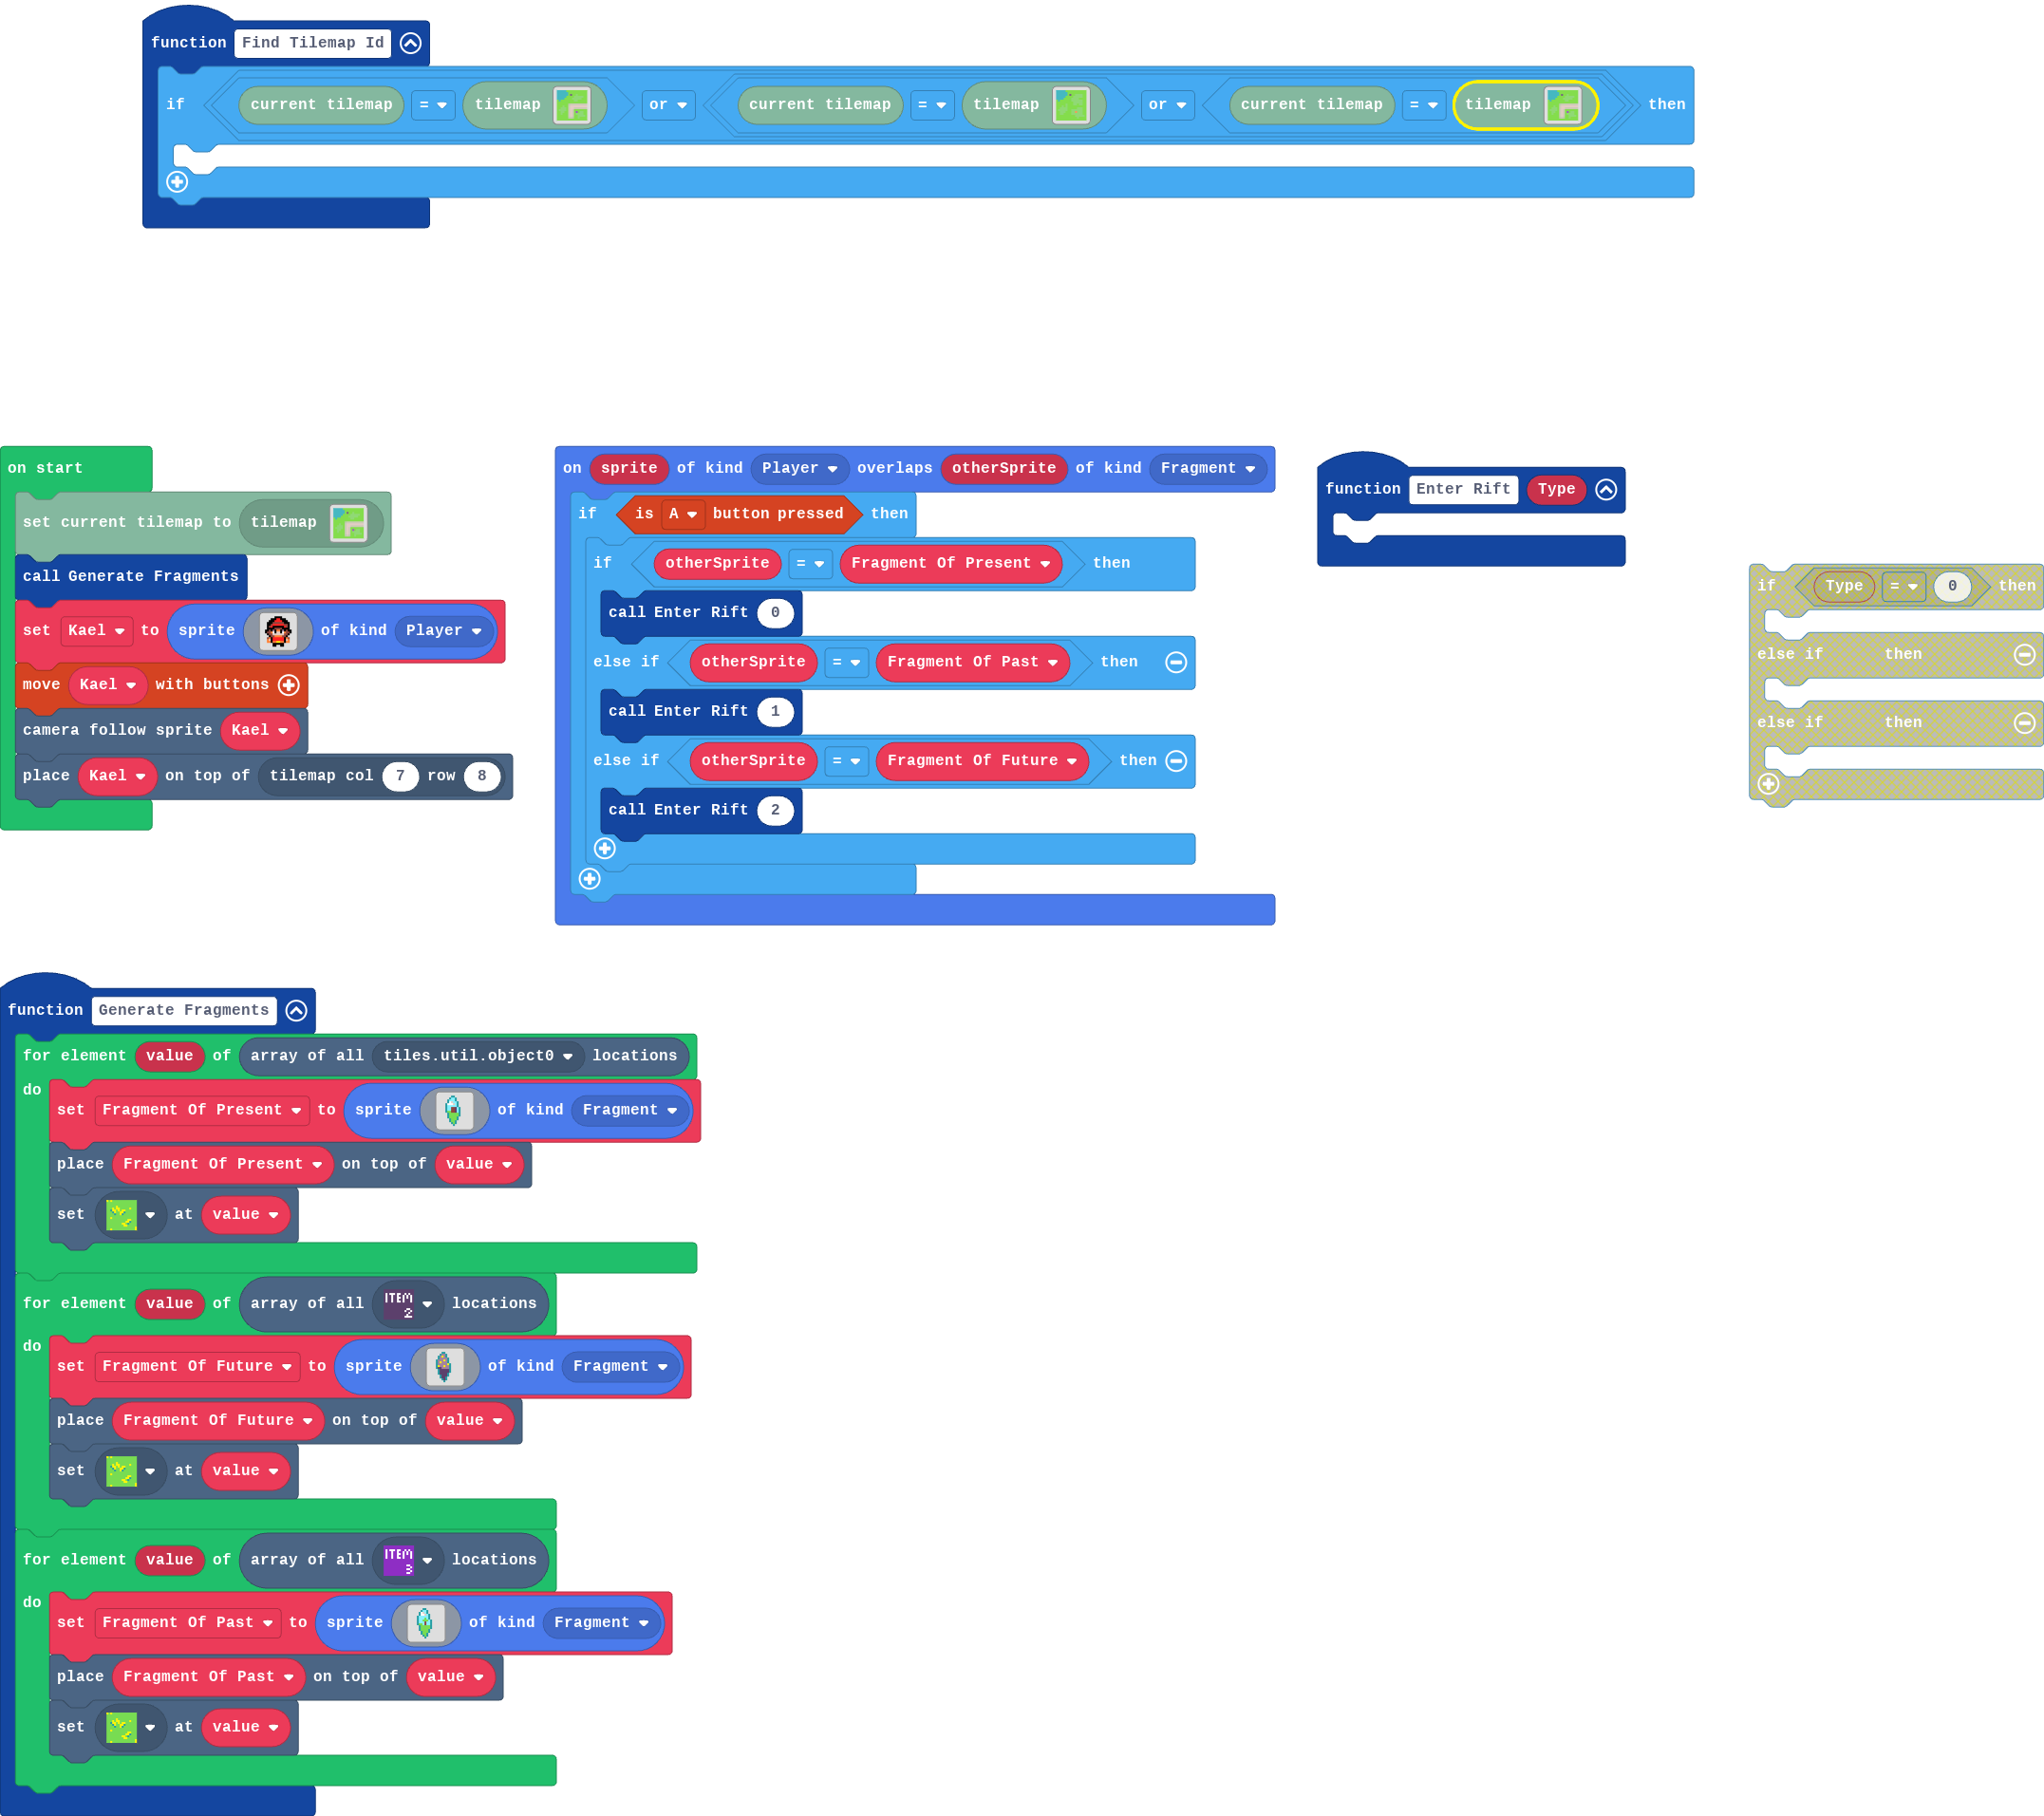 function Find Tilemap Id
if current tilemap = tilemap or current tilemap = tilemap or current tilemap = tilemap then
on start
set current tilemap to tilemap
call Generate Fragments
set Kael to sprite of kind Player
move Kael with buttons
camera follow sprite Kael
place Kael on top of tilemap col 7 row 8
on sprite of kind Player overlaps otherSprite of kind Fragment
if is A button pressed then
if otherSprite = Fragment Of Present then
call Enter Rift 0
else if otherSprite = Fragment Of Past then
call Enter Rift 1
else if otherSprite = Fragment Of Future then
call Enter Rift 2
function Enter Rift Type
if Type = 0 then
else if then
else if then
function Generate Fragments
for element value of array of all tiles.util.object0 locations
do
set Fragment Of Present to sprite of kind Fragment
place Fragment Of Present on top of value
set at value
for element value of array of all ITEM 2 locations
do
set Fragment Of Future to sprite of kind Fragment
place Fragment Of Future on top of value
set at value
for element value of array of all ITEM 3 locations
do
set Fragment Of Past to sprite of kind Fragment
place Fragment Of Past on top of value
set at value